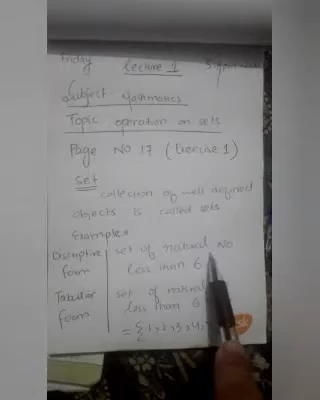 Friday Lecture 1
Subject Mathmatics
Topic operation on sets
Page NO 17 (Exercise 1)
Set
collection of well defined
objects is called sets
Examples
Discriptive set of natural NO
form less than 6
Tabular set of natural
form less than 6
= {1,2,3,4,